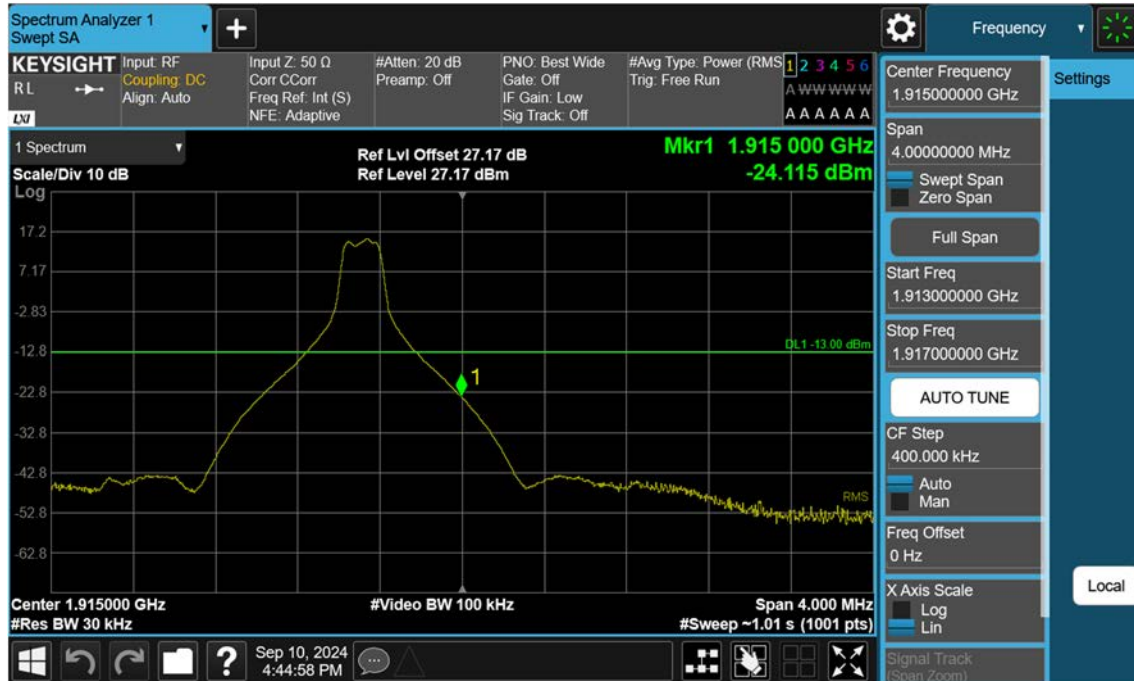 Spectrum Analyzer 1
Swept SA
+
Frequency
KEYSIGHT
R L
LXI
Input: RF
Coupling: DC
Align: Auto
Input Z: 50 Ω
Corr CCorr
Freq Ref: Int (S)
NFE: Adaptive
#Atten: 20 dB
Preamp: Off
PNO: Best Wide
Gate: Off
IF Gain: Low
Sig Track: Off
#Avg Type: Power (RMS
Trig: Free Run
1 2 3 4 5 6
A W W W W W
A A A A A A
1 Spectrum
Scale/Div 10 dB
Log
Ref Lvl Offset 27.17 dB
Ref Level 27.17 dBm
Mkr1 1.915 000 GHz
-24.115 dBm
17.2
7.17
-2.83
-12.8
-22.8
-32.8
-42.8
-52.8
-62.8
DL1 -13.00 dBm
1
RMS
Center 1.915000 GHz
#Res BW 30 kHz
#Video BW 100 kHz
Span 4.000 MHz
#Sweep ~1.01 s (1001 pts)
Center Frequency
1.915000000 GHz
Span
4.00000000 MHz
Swept Span
Zero Span
Full Span
Start Freq
1.913000000 GHz
Stop Freq
1.917000000 GHz
AUTO TUNE
CF Step
400.000 kHz
Auto
Man
Freq Offset
0 Hz
X Axis Scale
Log
Lin
Signal Track
(Span Zoom)
Settings
Local
?
Sep 10, 2024
4:44:58 PM